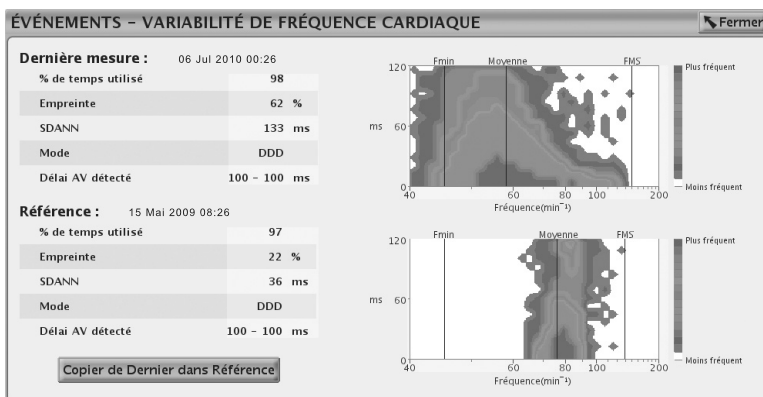 ÉVÉNEMENTS – VARIABILITÉ DE FRÉQUENCE CARDIAQUE
Fermer
Dernière mesure : 06 Jul 2010 00:26
% de temps utilisé 98
Empreinte 62 %
SDANN 133 ms
Mode DDD
Délai AV détecté 100 – 100 ms
Fmin Moyenne FMS
120
ms 60
0
40 60 80 100 200
Fréquence(min⁻¹)
Plus fréquent
Moins fréquent
Référence : 15 Mai 2009 08:26
% de temps utilisé 97
Empreinte 22 %
SDANN 36 ms
Mode DDD
Délai AV détecté 100 – 100 ms
Fmin Moyenne FMS
120
ms 60
0
40 60 80 100 200
Fréquence(min⁻¹)
Plus fréquent
Moins fréquent
Copier de Dernier dans Référence